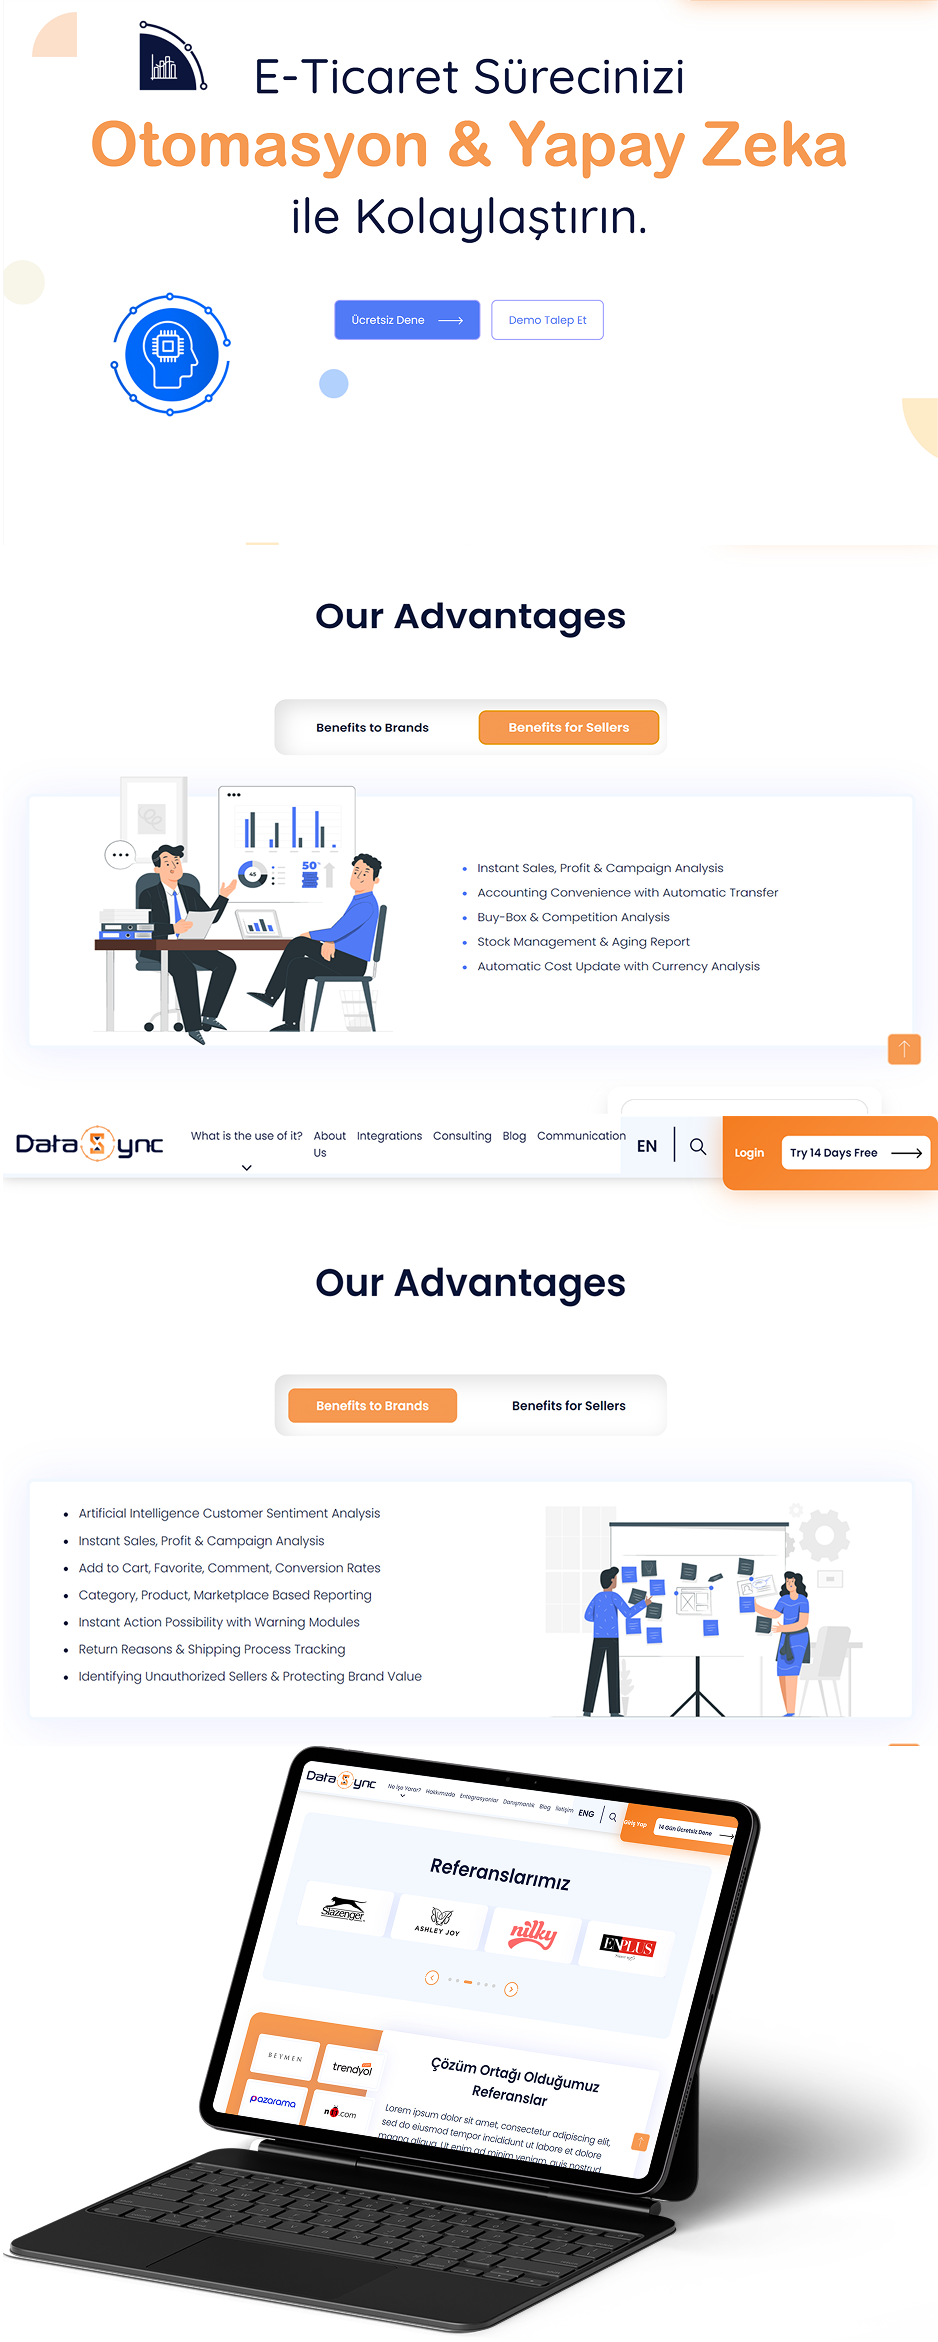 E-Ticaret Sürecinizi
Otomasyon & Yapay Zeka
ile Kolaylaştırın.
Ücretsiz Dene
Demo Talep Et
Our Advantages
Benefits to Brands
Benefits for Sellers
50
45
Instant Sales, Profit & Campaign Analysis
Accounting Convenience with Automatic Transfer
Buy-Box & Competition Analysis
Stock Management & Aging Report
Automatic Cost Update with Currency Analysis
Data Sync
What is the use of it?
About Us
Integrations
Consulting
Blog
Communication
EN
Login
Try 14 Days Free
Our Advantages
Benefits to Brands
Benefits for Sellers
Artificial Intelligence Customer Sentiment Analysis
Instant Sales, Profit & Campaign Analysis
Add to Cart, Favorite, Comment, Conversion Rates
Category, Product, Marketplace Based Reporting
Instant Action Possibility with Warning Modules
Return Reasons & Shipping Process Tracking
Identifying Unauthorized Sellers & Protecting Brand Value
Data Sync
Ne İşe Yarar?
Hakkımızda
Entegrasyonlar
Danışmanlık
Blog
İletişim
ENG
Giriş Yap
14 Gün Ücretsiz Dene
Referanslarımız
Slazenger
ASHLEY JOY
nilky
ENPLUS
BEYMEN
trendyol
pazarama
n11.com
Çözüm Ortağı Olduğumuz
Referanslar
Lorem ipsum dolor sit amet, consectetur adipiscing elit,
sed do eiusmod tempor incididunt ut labore et dolore
magna aliqua. Ut enim ad minim veniam, quis nostrud